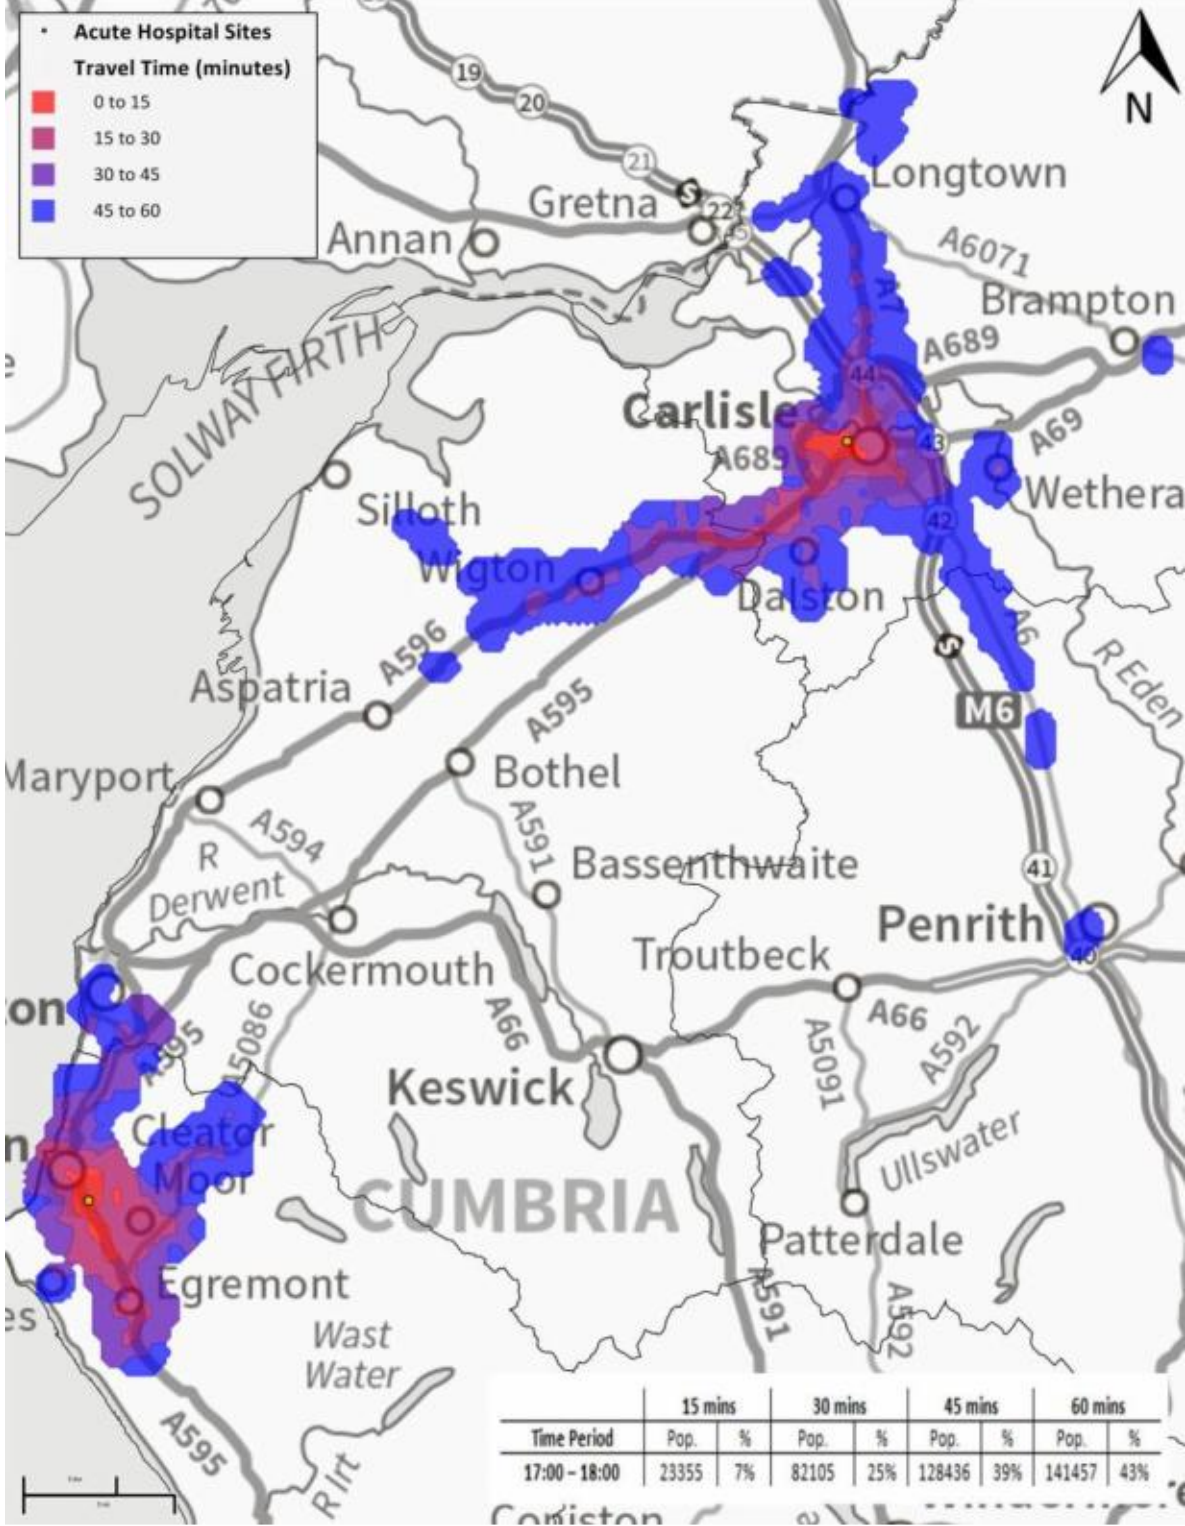 Acute Hospital Sites
Travel Time (minutes)
0 to 15
15 to 30
30 to 45
45 to 60
N
19
20
21
S
22
45
Gretna
Annan
Longtown
A6071
A7
Brampton
A689
44
Carlisle
A689
43
A69
Wethera
42
SOLWAY FIRTH
Silloth
Wigton
Dalston
A6
S
R Eden
M6
A596
Aspatria
A595
Maryport
Bothel
A594
A591
R
Derwent
Bassenthwaite
41
Penrith
40
Troutbeck
Cockermouth
A66
A66
A592
ton
A595
A5086
A5091
Keswick
Cleator
Moor
n
Ullswater
CUMBRIA
Patterdale
Egremont
es
A591
A592
Wast
Water
A595
R Irt
15 mins 30 mins 45 mins 60 mins
Time Period Pop. % Pop. % Pop. % Pop. %
17:00 – 18:00 23355 7% 82105 25% 128436 39% 141457 43%
Coniston